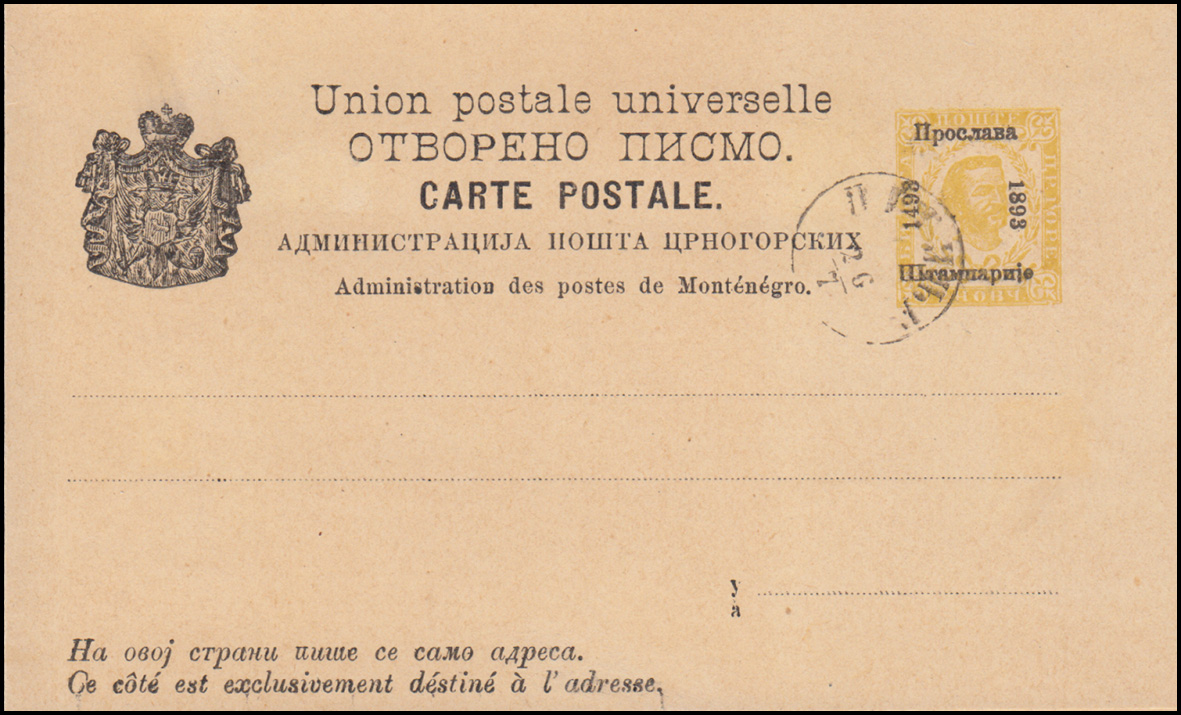 Union postale universelle
ОТВОРЕНО ПИСМО.
CARTE POSTALE.
АДМИНИСТРАЦИЈА ПОШТА ЦРНОГОРСКИХ
Administration des postes de Monténégro.
Прослава
1493
1893
Штампарије
у
à
На овој страни пише се само адреса.
Ce côté est exclusivement déstiné à l'adresse.